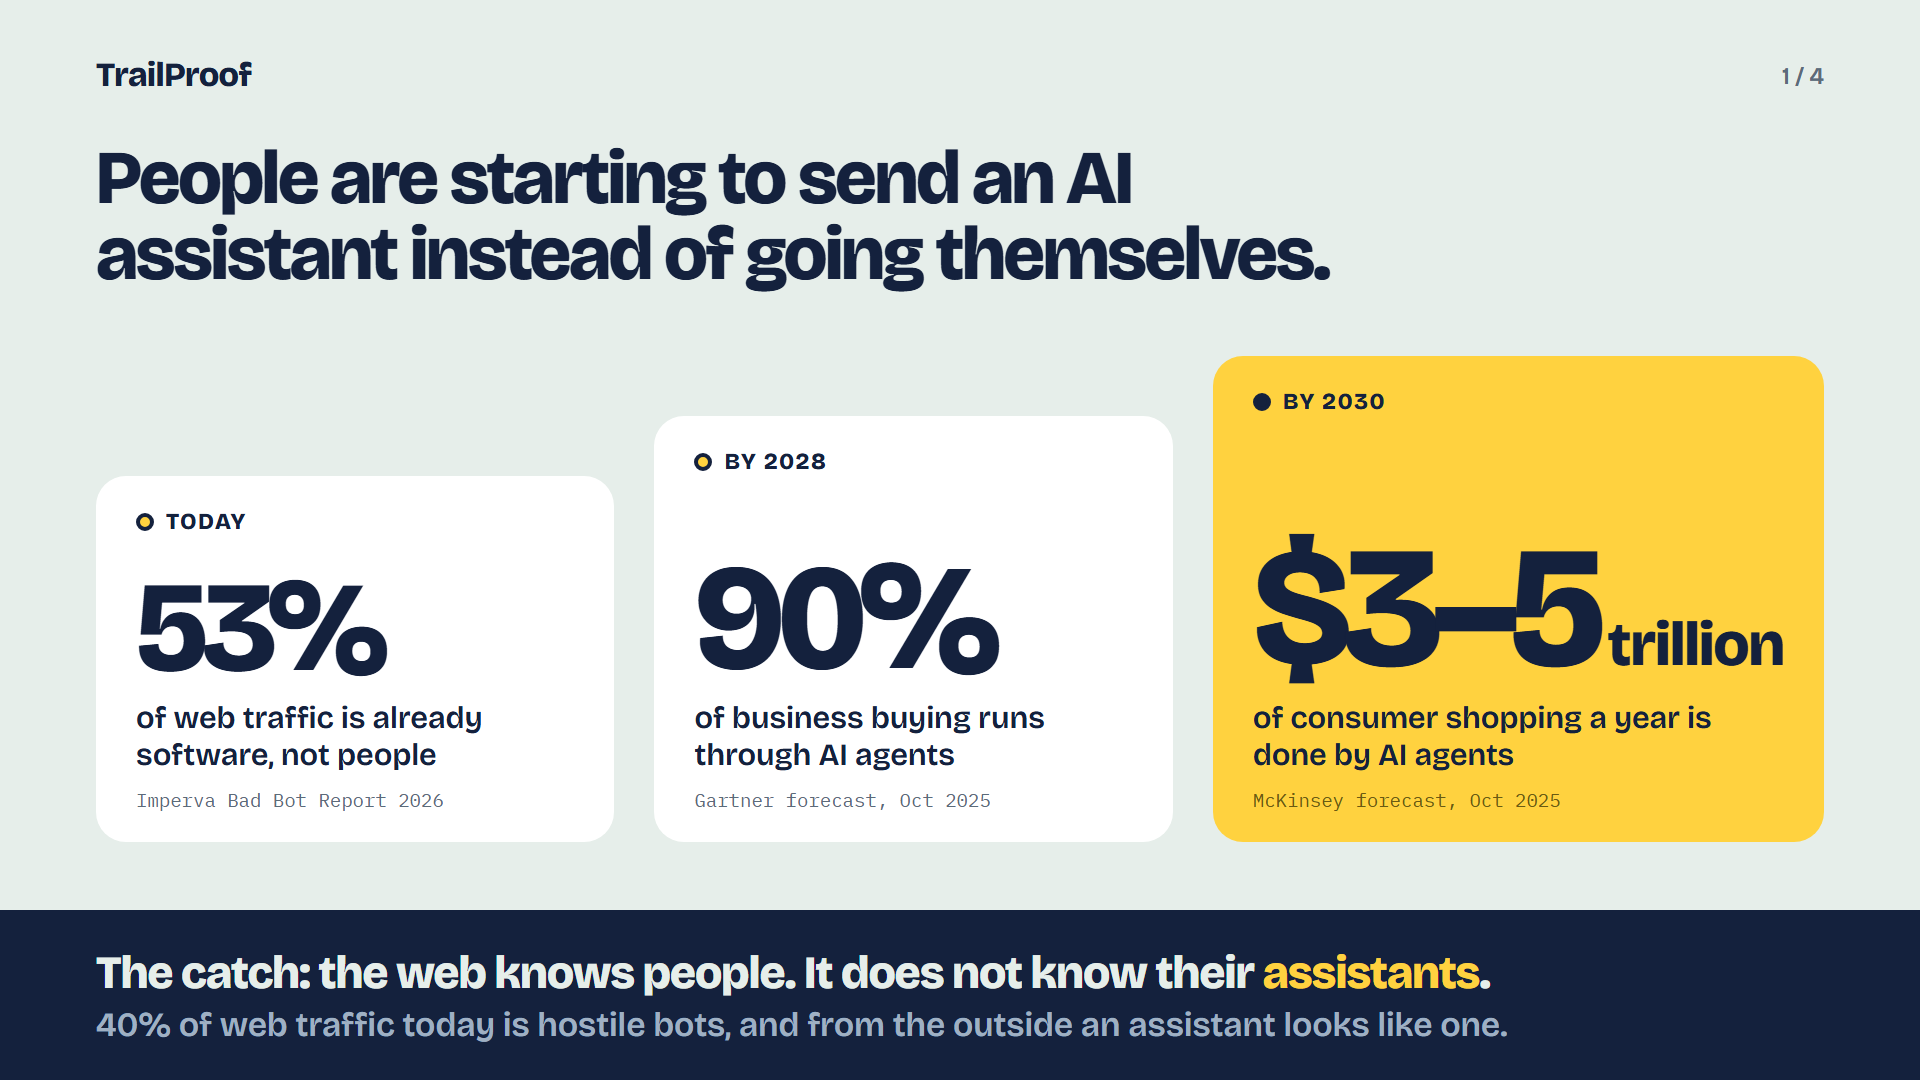 TrailProof
1 / 4
People are starting to send an AI
assistant instead of going themselves.
TODAY
53%
of web traffic is already
software, not people
Imperva Bad Bot Report 2026
BY 2028
90%
of business buying runs
through AI agents
Gartner forecast, Oct 2025
BY 2030
$3–5 trillion
of consumer shopping a year is
done by AI agents
McKinsey forecast, Oct 2025
The catch: the web knows people. It does not know their assistants.
40% of web traffic today is hostile bots, and from the outside an assistant looks like one.